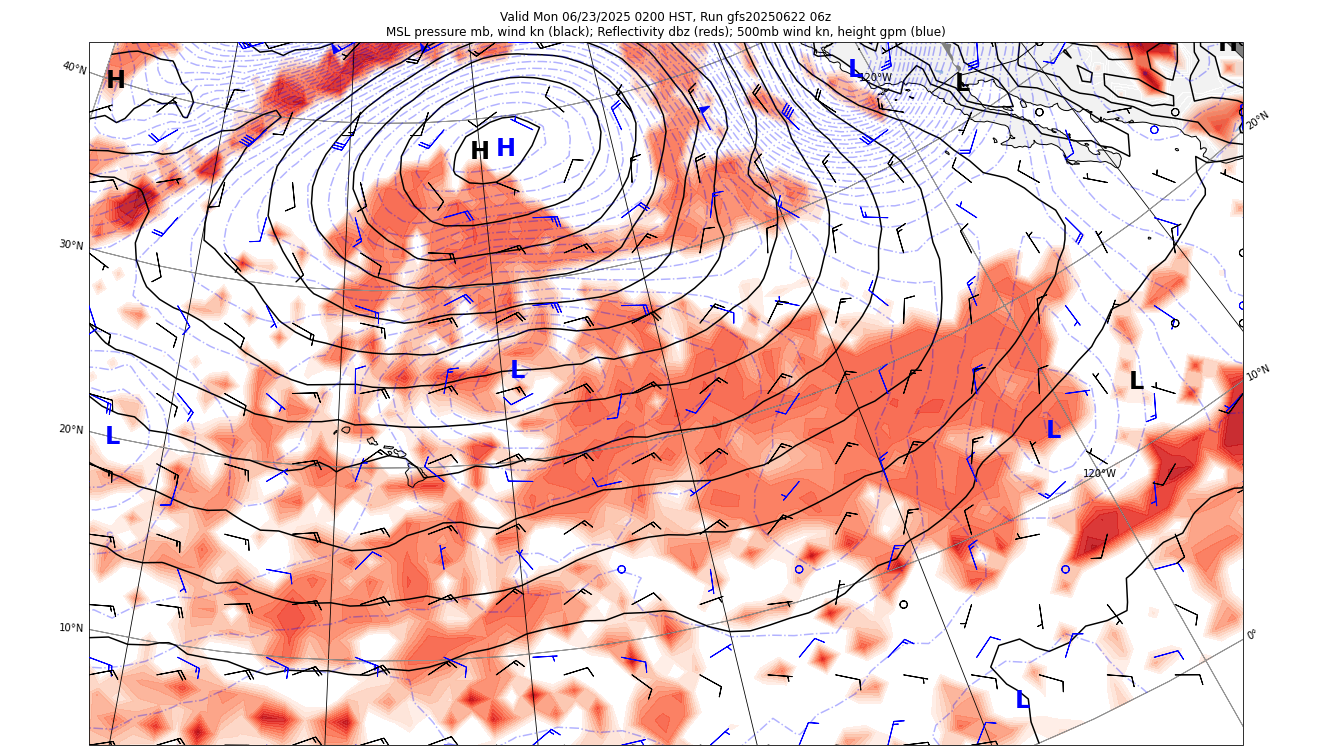 Valid Mon 06/23/2025 0200 HST, Run gfs20250622 06z
MSL pressure mb, wind kn (black); Reflectivity dbz (reds); 500mb wind kn, height gpm (blue)
H
L
120°W
L
H
40°N
20°N
H H
30°N
L
10°N
L
20°N
L
L
120°W
10°N
0°
L